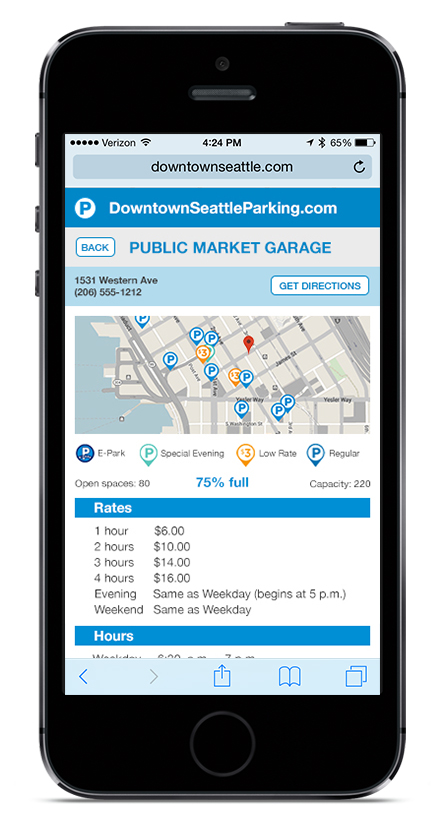 Verizon 4:24 PM 65%
downtownseattle.com
P DowntownSeattleParking.com
BACK PUBLIC MARKET GARAGE
1531 Western Ave
(206) 555-1212
GET DIRECTIONS
James St
Yesler Way
Yesler Way
S Washington St
P E-Park P Special Evening $3 Low Rate P Regular
Open spaces: 80 75% full Capacity: 220
Rates
1 hour $6.00
2 hours $10.00
3 hours $14.00
4 hours $16.00
Evening Same as Weekday (begins at 5 p.m.)
Weekend Same as Weekday
Hours